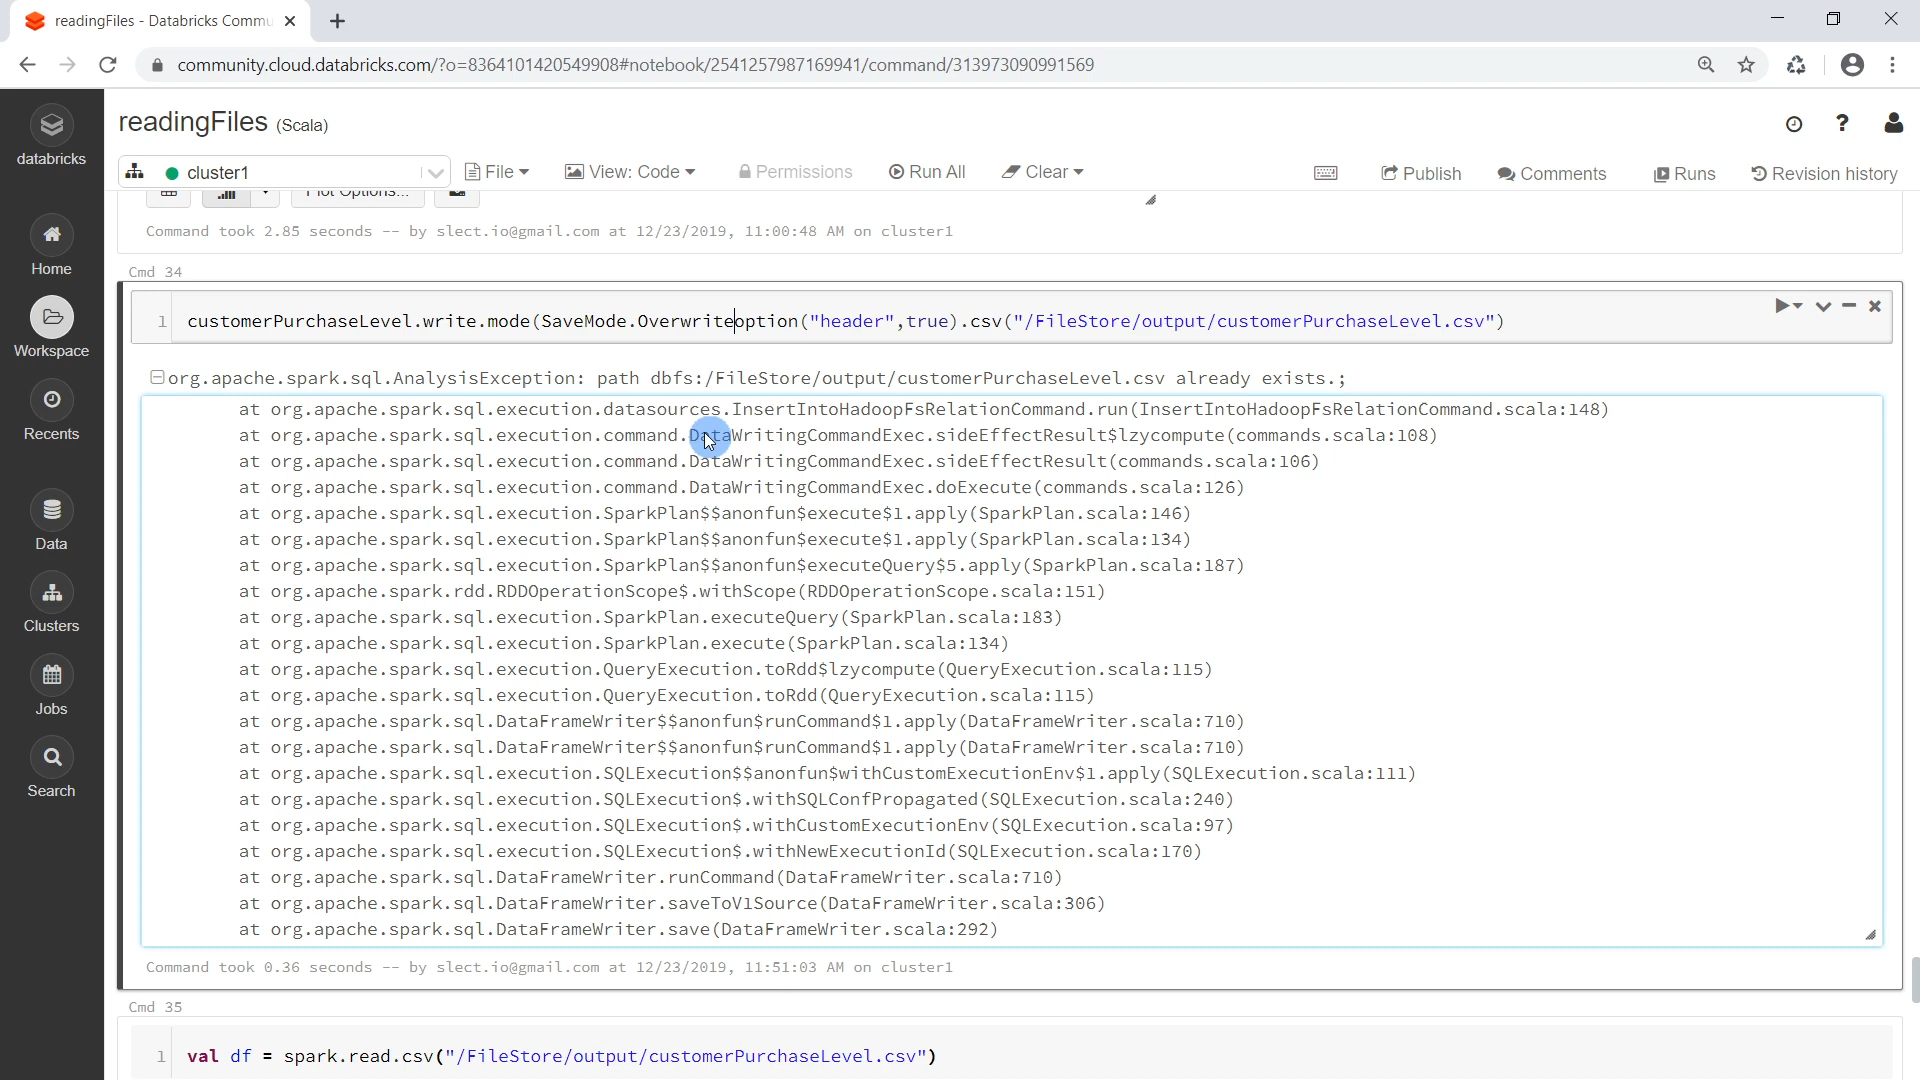 readingFiles - Databricks Commu
community.cloud.databricks.com/?o=8364101420549908#notebook/2541257987169941/command/313973090991569
databricks
Home
Workspace
Recents
Data
Clusters
Jobs
Search
readingFiles (Scala)
cluster1
File
View: Code
Permissions
Run All
Clear
Publish
Comments
Runs
Revision history
Plot Options...
Command took 2.85 seconds -- by slect.io@gmail.com at 12/23/2019, 11:00:48 AM on cluster1
Cmd 34
1 customerPurchaseLevel.write.mode(SaveMode.Overwriteoption("header",true).csv("/FileStore/output/customerPurchaseLevel.csv")
org.apache.spark.sql.AnalysisException: path dbfs:/FileStore/output/customerPurchaseLevel.csv already exists.;
at org.apache.spark.sql.execution.datasources.InsertIntoHadoopFsRelationCommand.run(InsertIntoHadoopFsRelationCommand.scala:148)
at org.apache.spark.sql.execution.command.DataWritingCommandExec.sideEffectResult$lzycompute(commands.scala:108)
at org.apache.spark.sql.execution.command.DataWritingCommandExec.sideEffectResult(commands.scala:106)
at org.apache.spark.sql.execution.command.DataWritingCommandExec.doExecute(commands.scala:126)
at org.apache.spark.sql.execution.SparkPlan$$anonfun$execute$1.apply(SparkPlan.scala:146)
at org.apache.spark.sql.execution.SparkPlan$$anonfun$execute$1.apply(SparkPlan.scala:134)
at org.apache.spark.sql.execution.SparkPlan$$anonfun$executeQuery$5.apply(SparkPlan.scala:187)
at org.apache.spark.rdd.RDDOperationScope$.withScope(RDDOperationScope.scala:151)
at org.apache.spark.sql.execution.SparkPlan.executeQuery(SparkPlan.scala:183)
at org.apache.spark.sql.execution.SparkPlan.execute(SparkPlan.scala:134)
at org.apache.spark.sql.execution.QueryExecution.toRdd$lzycompute(QueryExecution.scala:115)
at org.apache.spark.sql.execution.QueryExecution.toRdd(QueryExecution.scala:115)
at org.apache.spark.sql.DataFrameWriter$$anonfun$runCommand$1.apply(DataFrameWriter.scala:710)
at org.apache.spark.sql.DataFrameWriter$$anonfun$runCommand$1.apply(DataFrameWriter.scala:710)
at org.apache.spark.sql.execution.SQLExecution$$anonfun$withCustomExecutionEnv$1.apply(SQLExecution.scala:111)
at org.apache.spark.sql.execution.SQLExecution$.withSQLConfPropagated(SQLExecution.scala:240)
at org.apache.spark.sql.execution.SQLExecution$.withCustomExecutionEnv(SQLExecution.scala:97)
at org.apache.spark.sql.execution.SQLExecution$.withNewExecutionId(SQLExecution.scala:170)
at org.apache.spark.sql.DataFrameWriter.runCommand(DataFrameWriter.scala:710)
at org.apache.spark.sql.DataFrameWriter.saveToV1Source(DataFrameWriter.scala:306)
at org.apache.spark.sql.DataFrameWriter.save(DataFrameWriter.scala:292)
Command took 0.36 seconds -- by slect.io@gmail.com at 12/23/2019, 11:51:03 AM on cluster1
Cmd 35
1 val df = spark.read.csv("/FileStore/output/customerPurchaseLevel.csv")